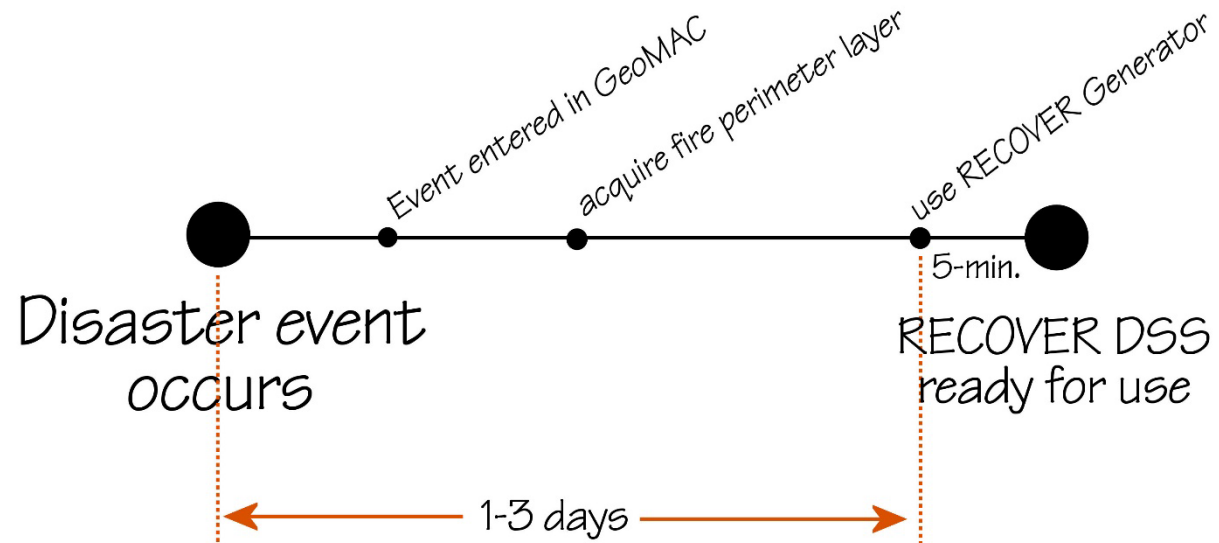 Event entered in GeoMAC
acquire fire perimeter layer
use RECOVER Generator
5-min.
Disaster event
occurs
RECOVER DSS
ready for use
1-3 days